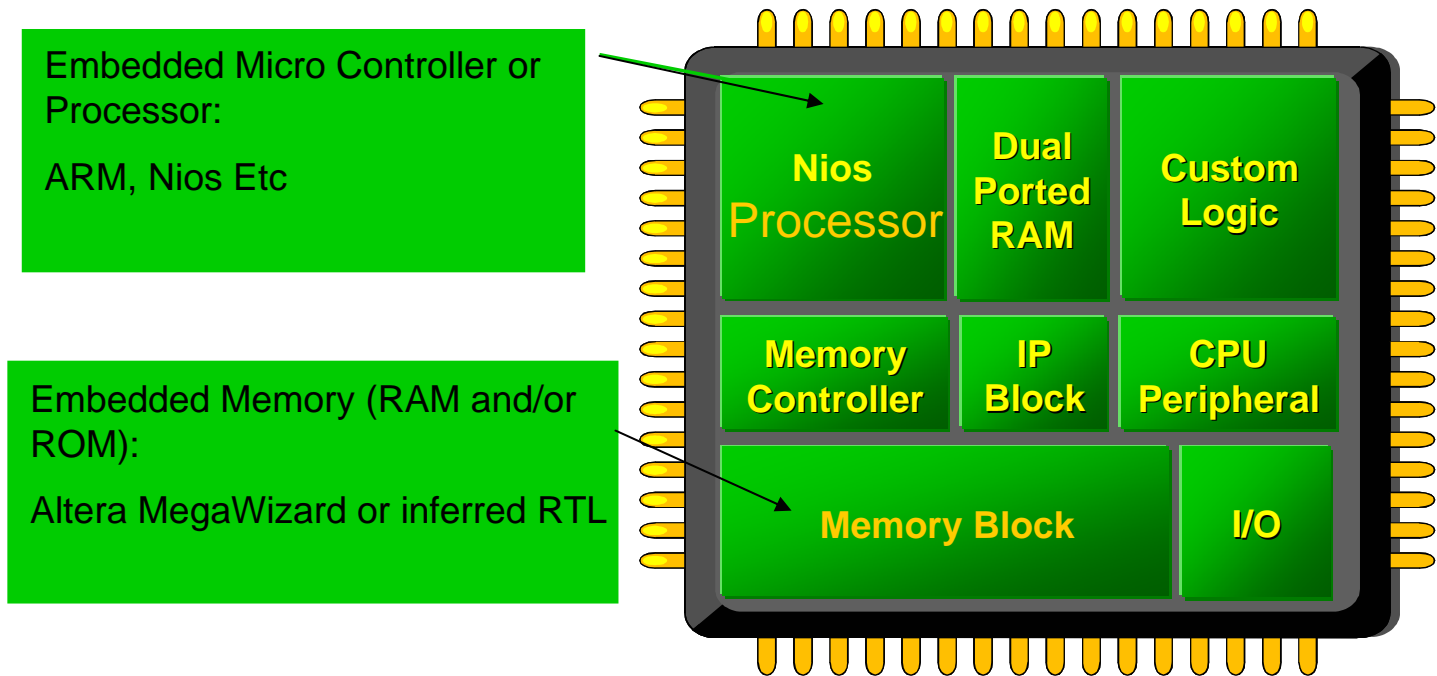 Embedded Micro Controller or
Processor:
ARM, Nios Etc
Embedded Memory (RAM and/or
ROM):
Altera MegaWizard or inferred RTL
Nios
Processor
Dual
Ported
RAM
Custom
Logic
Memory
Controller
IP
Block
CPU
Peripheral
Memory Block
I/O